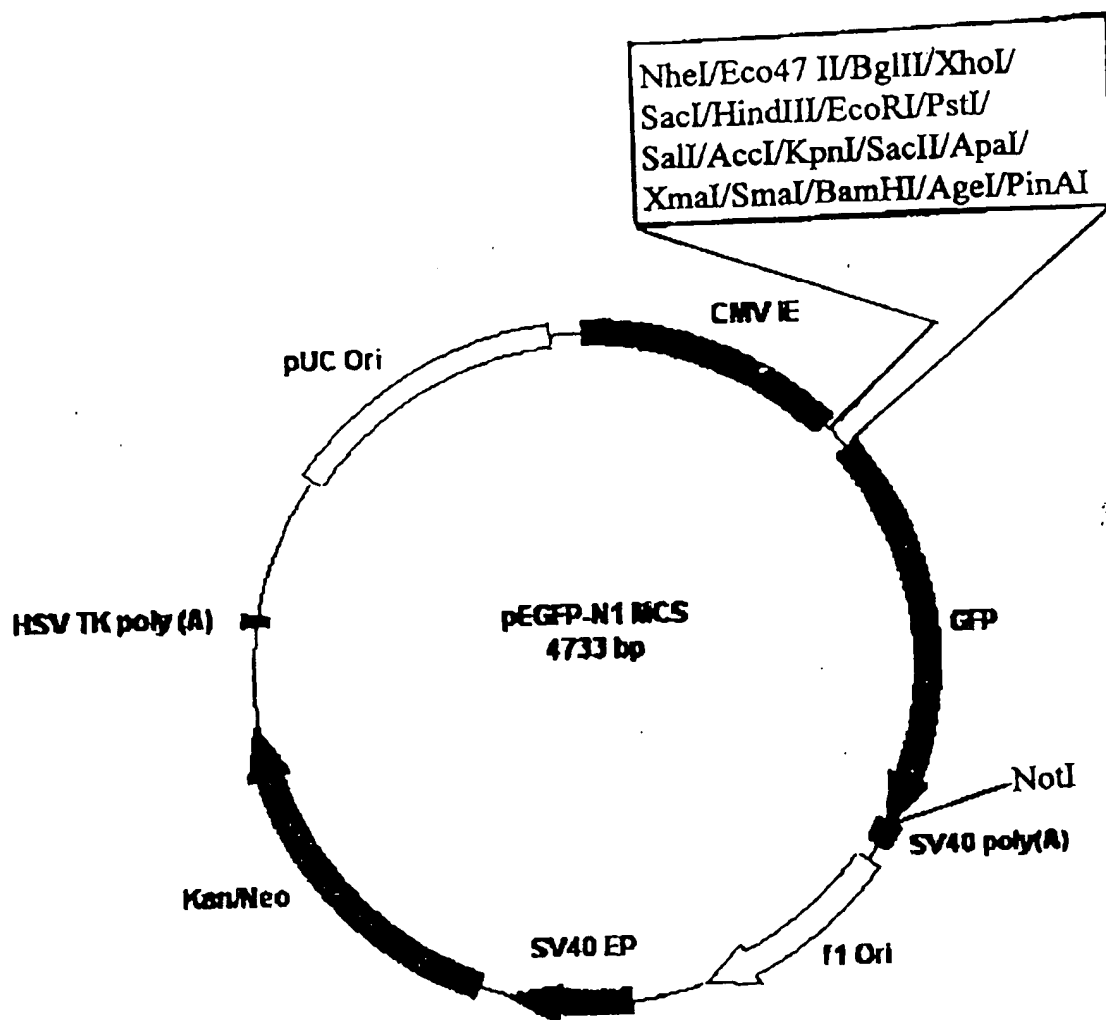 NheI/Eco47 II/BglII/XhoI/
SacI/HindIII/EcoRI/PstI/
SalI/AccI/KpnI/SacII/ApaI/
XmaI/SmaI/BamHI/AgeI/PinAI
CMV IE
pUC Ori
HSV TK poly (A)
pEGFP-N1 MCS
4733 bp
GFP
NotI
SV40 poly(A)
Kan/Neo
SV40 EP
f1 Ori